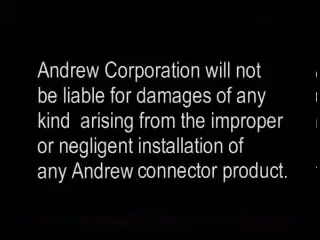 Andrew Corporation will not
be liable for damages of any
kind arising from the improper
or negligent installation of
any Andrew connector product.